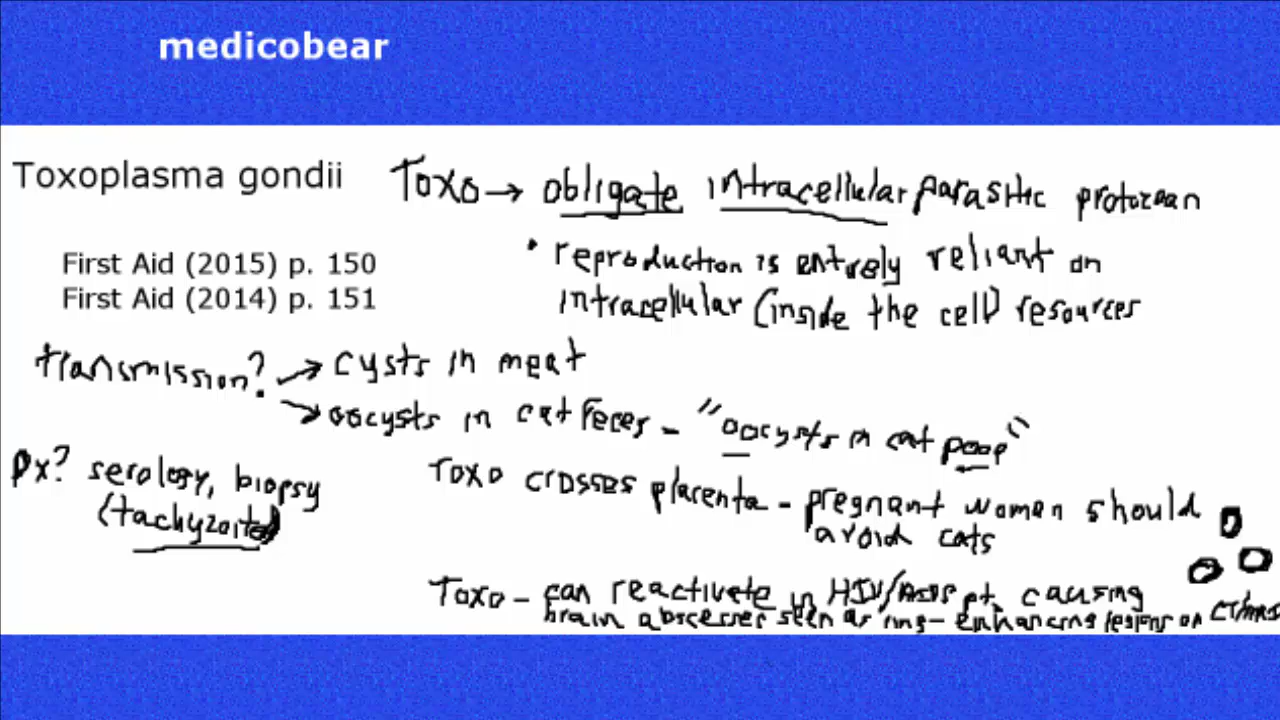 medicobear
Toxoplasma gondii
Toxo → obligate intracellular parasitic protozoan
First Aid (2015) p. 150
First Aid (2014) p. 151
• reproduction is entirely reliant on
intracellular (inside the cell) resources
transmission? → cysts in meat
→ oocysts in cat feces - "oocysts in cat poop"
Dx? serology, biopsy
(tachyzoite)
Toxo crosses placenta - pregnant women should
avoid cats
Toxo - can reactivate in HIV/AIDS pt. causing
brain abscesses seen as ring-enhancing lesions on CT/MRI